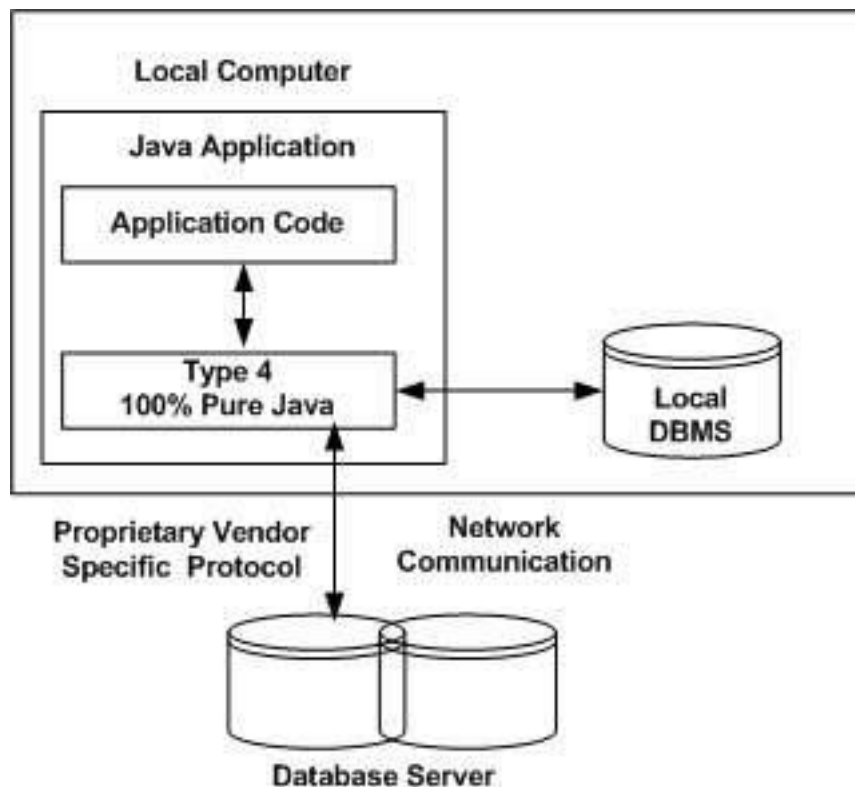 Local Computer
Java Application
Application Code
Type 4
100% Pure Java
Local
DBMS
Proprietary Vendor
Specific Protocol
Network
Communication
Database Server